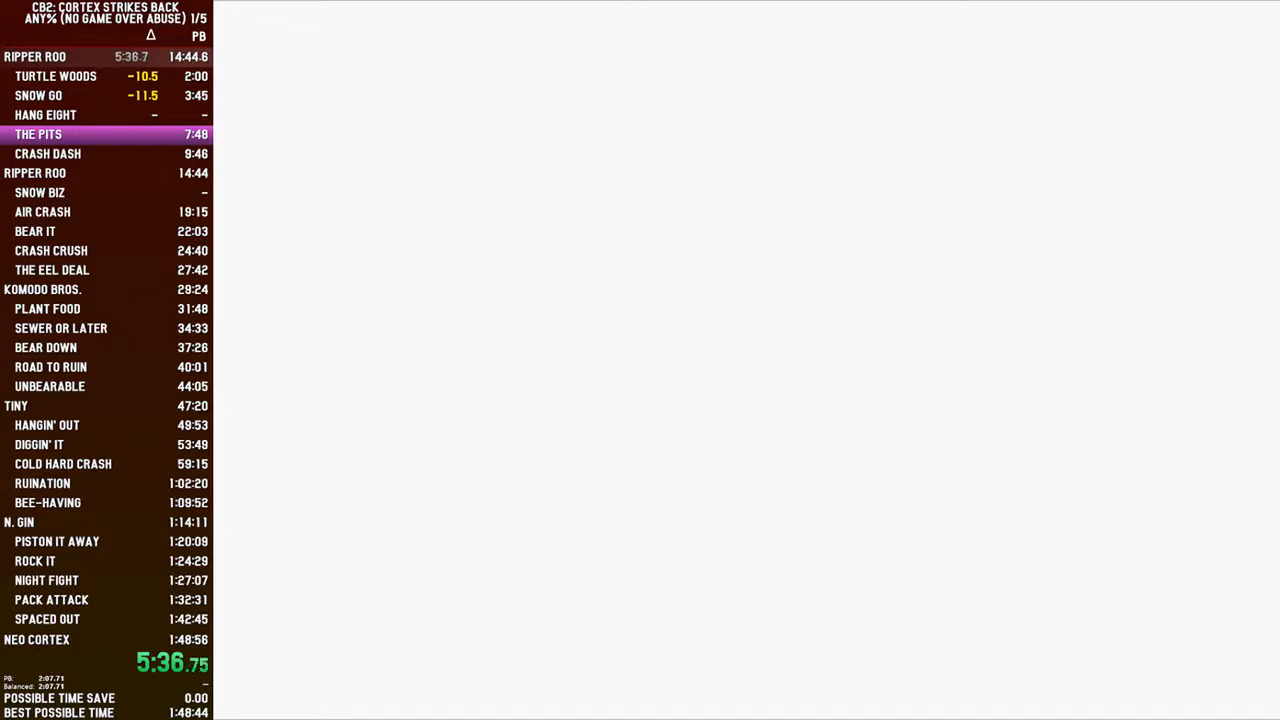 CB2: CORTEX STRIKES BACK
ANY% (NO GAME OVER ABUSE) 1/5
Δ PB
RIPPER ROO 5:36.7 14:44.6
TURTLE WOODS -10.5 2:00
SNOW GO -11.5 3:45
HANG EIGHT - -
THE PITS 7:48
CRASH DASH 9:46
RIPPER ROO 14:44
SNOW BIZ -
AIR CRASH 19:15
BEAR IT 22:03
CRASH CRUSH 24:40
THE EEL DEAL 27:42
KOMODO BROS. 29:24
PLANT FOOD 31:48
SEWER OR LATER 34:33
BEAR DOWN 37:26
ROAD TO RUIN 40:01
UNBEARABLE 44:05
TINY 47:20
HANGIN' OUT 49:53
DIGGIN' IT 53:49
COLD HARD CRASH 59:15
RUINATION 1:02:20
BEE-HAVING 1:09:52
N. GIN 1:14:11
PISTON IT AWAY 1:20:09
ROCK IT 1:24:29
NIGHT FIGHT 1:27:07
PACK ATTACK 1:32:31
SPACED OUT 1:42:45
NEO CORTEX 1:48:56
5:36.75
PB: 2:07.71
Balanced: 2:07.71 -
POSSIBLE TIME SAVE 0.00
BEST POSSIBLE TIME 1:48:44